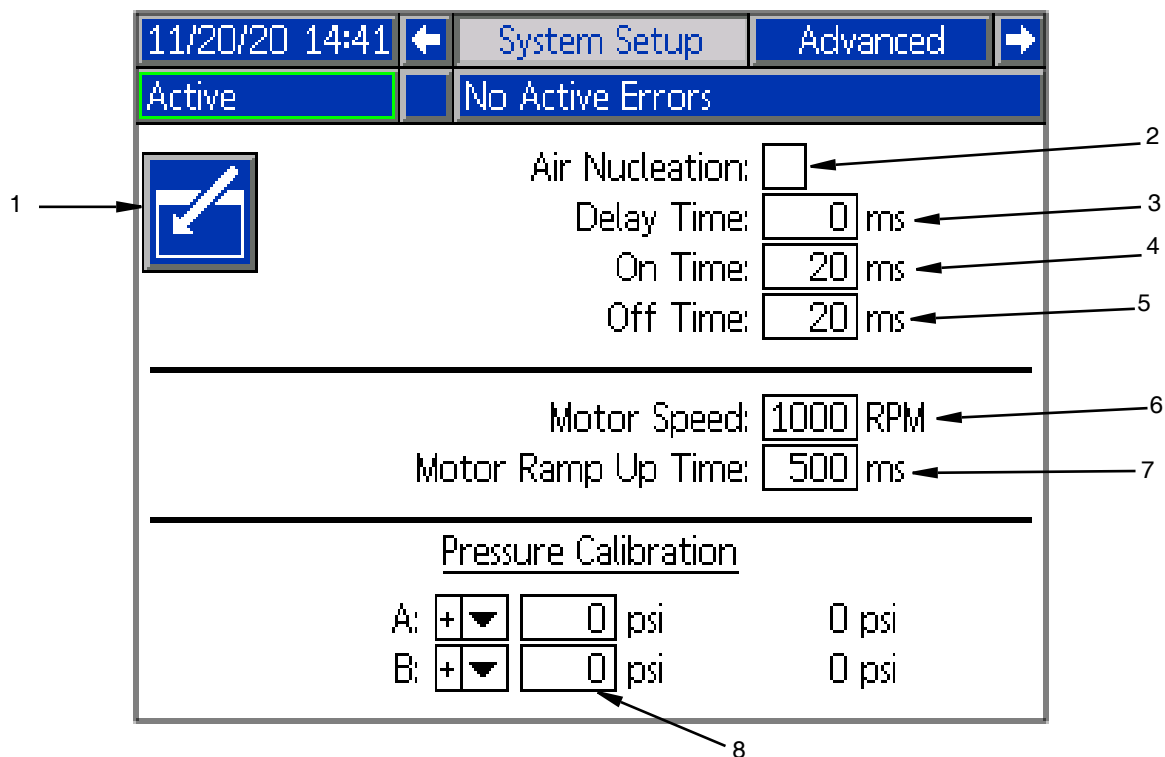 11/20/20 14:41 System Setup Advanced
Active No Active Errors
1
Air Nucleation: 2
Delay Time: 0 ms 3
On Time: 20 ms 4
Off Time: 20 ms 5
Motor Speed: 1000 RPM 6
Motor Ramp Up Time: 500 ms 7
Pressure Calibration
A: + 0 psi 0 psi
B: + 0 psi 0 psi
8